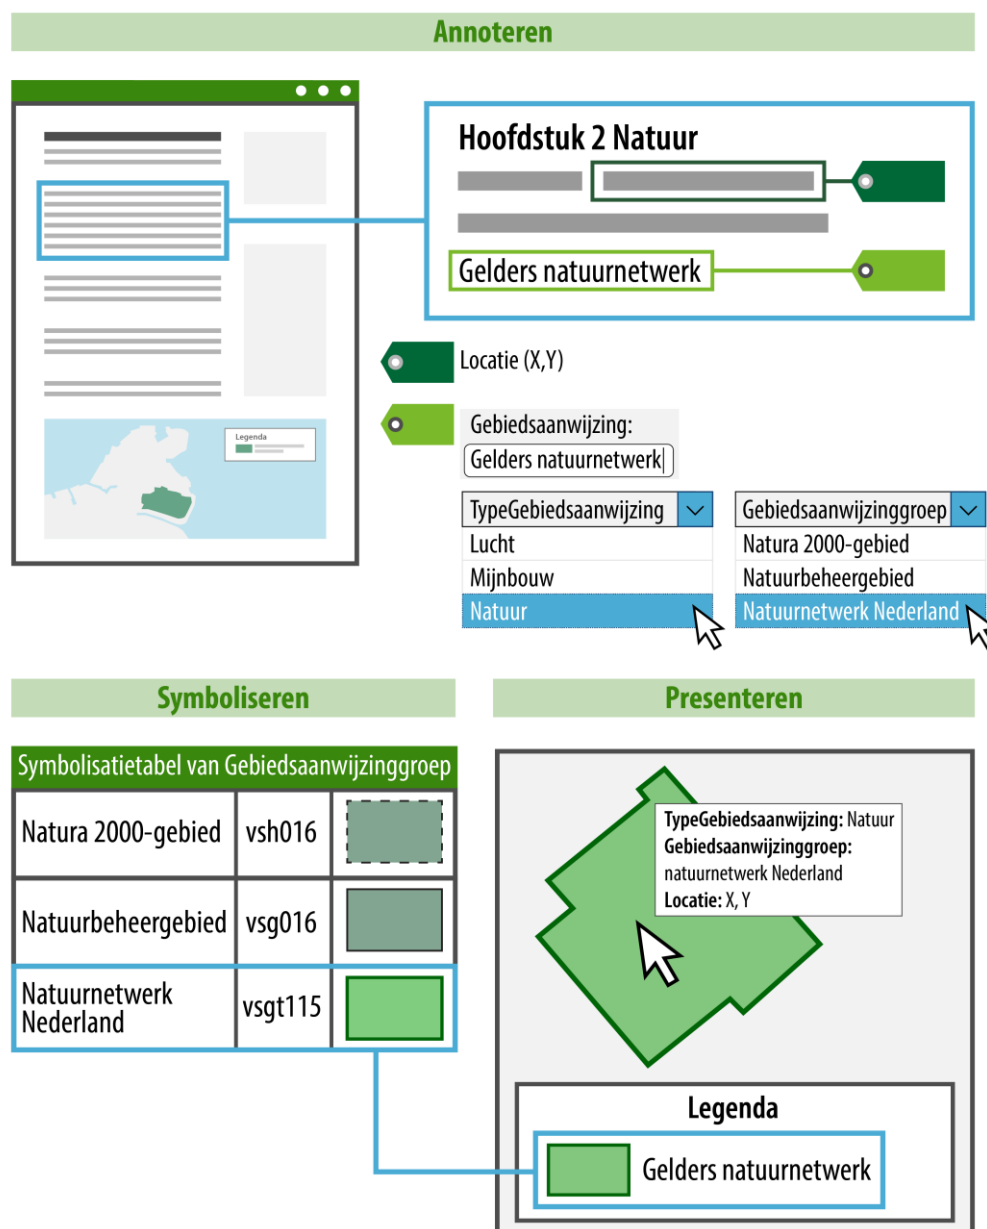 Annoteren
Hoofdstuk 2 Natuur
Gelders natuurnetwerk
Locatie (X,Y)
Legenda
Gebiedsaanwijzing:
Gelders natuurnetwerk
TypeGebiedsaanwijzing
Lucht
Mijnbouw
Natuur
Gebiedsaanwijzinggroep
Natura 2000-gebied
Natuurbeheergebied
Natuurnetwerk Nederland
Symboliseren
Symbolisatietabel van Gebiedsaanwijzinggroep
Natura 2000-gebied vsh016
Natuurbeheergebied vsg016
Natuurnetwerk
Nederland vsgt115
Presenteren
TypeGebiedsaanwijzing: Natuur
Gebiedsaanwijzinggroep:
natuurnetwerk Nederland
Locatie: X, Y
Legenda
Gelders natuurnetwerk